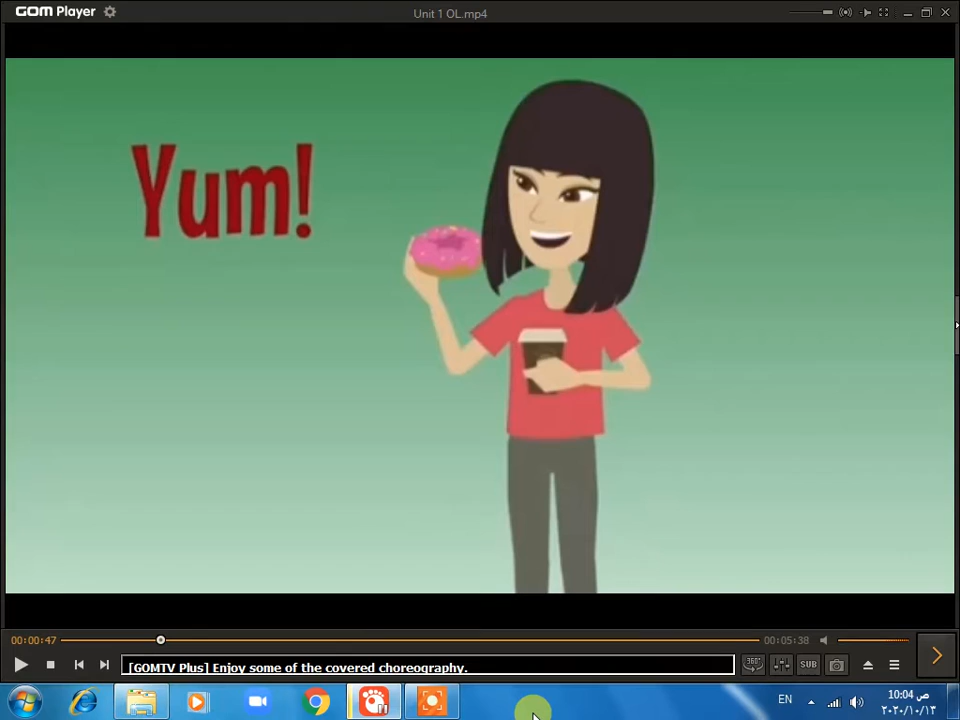 GOM Player
Unit 1 OL.mp4
Yum!
00:00:47
00:05:38
[GOMTV Plus] Enjoy some of the covered choreography.
360°
SUB
EN
10:04 ص
٢٠٢٠/١٠/١٣